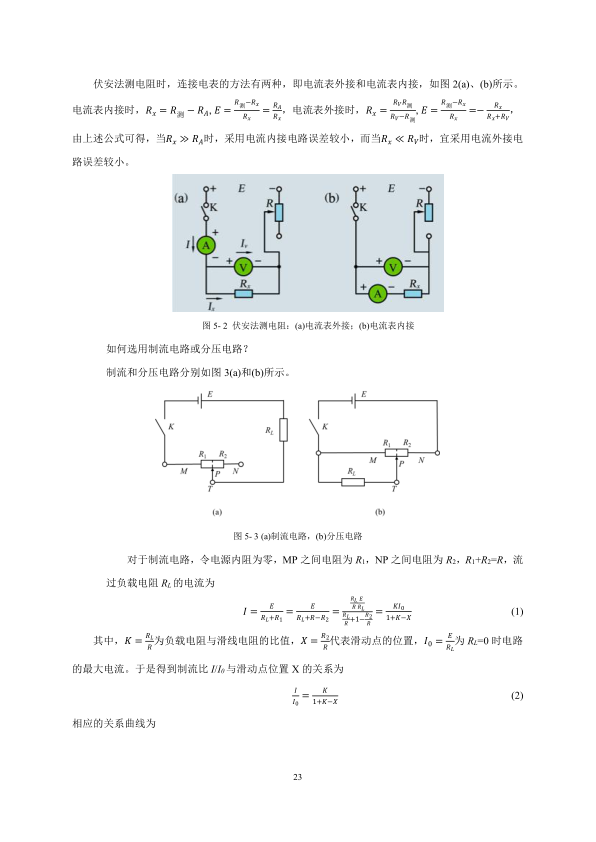 伏安法测电阻时，连接电表的方法有两种，即电流表外接和电流表内接，如图 2(a)、(b)所示。
电流表内接时，$R_x = R_测 − R_A, E = \frac{R_测−R_x}{R_x} = \frac{R_A}{R_x}$，电流表外接时，$R_x = \frac{R_V R_测}{R_V−R_测}, E = \frac{R_测−R_x}{R_x} = −\frac{R_x}{R_x+R_V}$，
由上述公式可得，当$R_x ≫ R_A$时，采用电流内接电路误差较小，而当$R_x ≪ R_V$时，宜采用电流外接电
路误差较小。
(a) + E − K R I A + − I_v + V − R_x I_x
(b) + E − K R + V − + A − R_x
图 5- 2 伏安法测电阻：(a)电流表外接；(b)电流表内接
如何选用制流电路或分压电路？
制流和分压电路分别如图 3(a)和(b)所示。
E K R_L R_1 R_2 M P N T
E K R_1 R_2 M P N R_L T
(a) (b)
图 5- 3 (a)制流电路，(b)分压电路
对于制流电路，令电源内阻为零，MP 之间电阻为 R_1，NP 之间电阻为 R_2，R_1+R_2=R，流
过负载电阻 R_L 的电流为
$I = \frac{E}{R_L+R_1} = \frac{E}{R_L+R−R_2} = \frac{\frac{R_L}{R}\frac{E}{R_L}}{\frac{R_L}{R}+1−\frac{R_2}{R}} = \frac{KI_0}{1+K−X}$ (1)
其中，$K = \frac{R_L}{R}$为负载电阻与滑线电阻的比值，$X = \frac{R_2}{R}$代表滑动点的位置，$I_0 = \frac{E}{R_L}$为 R_L=0 时电路
的最大电流。于是得到制流比 I/I_0 与滑动点位置 X 的关系为
$\frac{I}{I_0} = \frac{K}{1+K−X}$ (2)
相应的关系曲线为
23